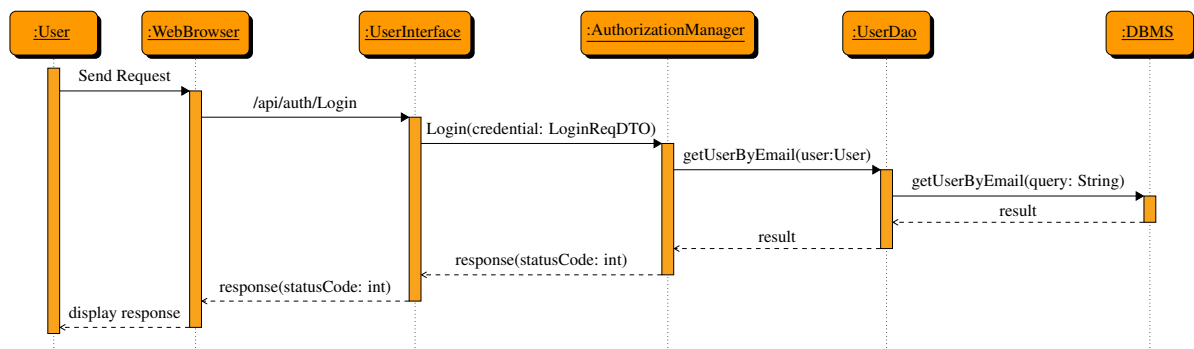 :User
:WebBrowser
:UserInterface
:AuthorizationManager
:UserDao
:DBMS
Send Request
/api/auth/Login
Login(credential: LoginReqDTO)
getUserByEmail(user:User)
getUserByEmail(query: String)
result
result
response(statusCode: int)
response(statusCode: int)
display response